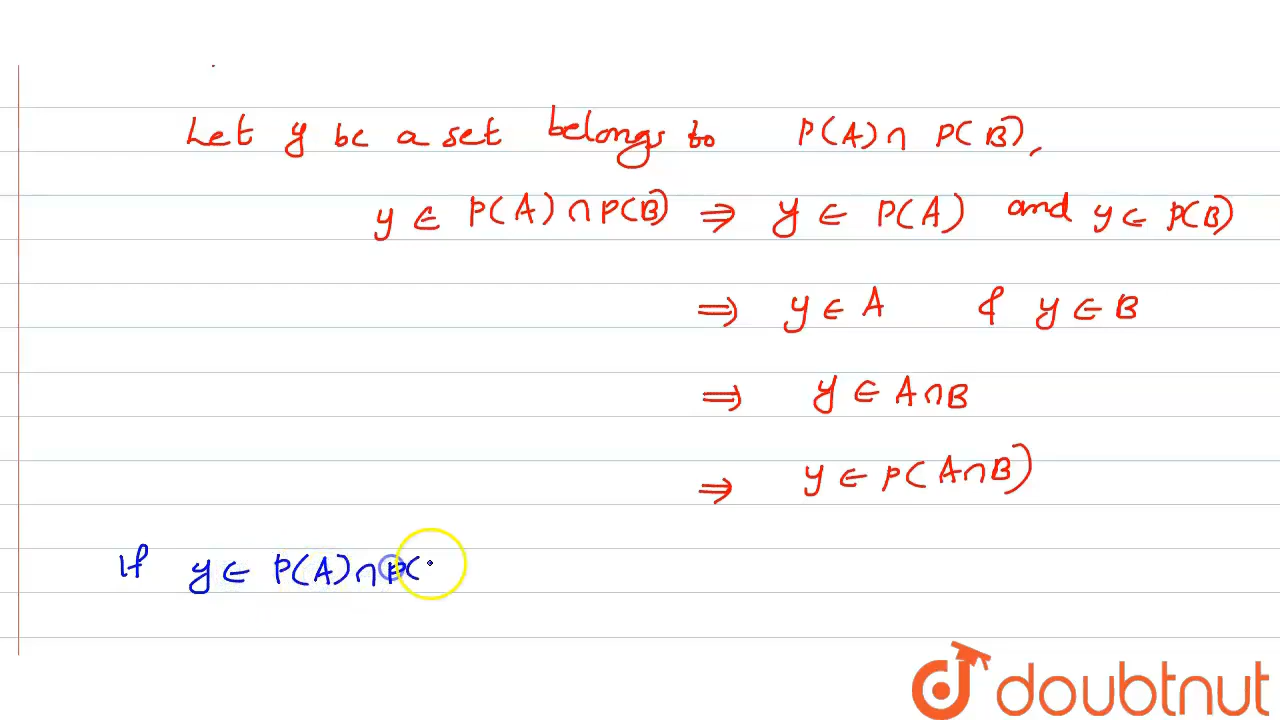 Let y be a set belongs to P(A) ∩ P(B),
y ∈ P(A) ∩ P(B) ⇒ y ∈ P(A) and y ∈ P(B)
⇒ y ∈ A & y ∈ B
⇒ y ∈ A∩B
⇒ y ∈ P(A∩B)
If y ∈ P(A) ∩ P(
doubtnut